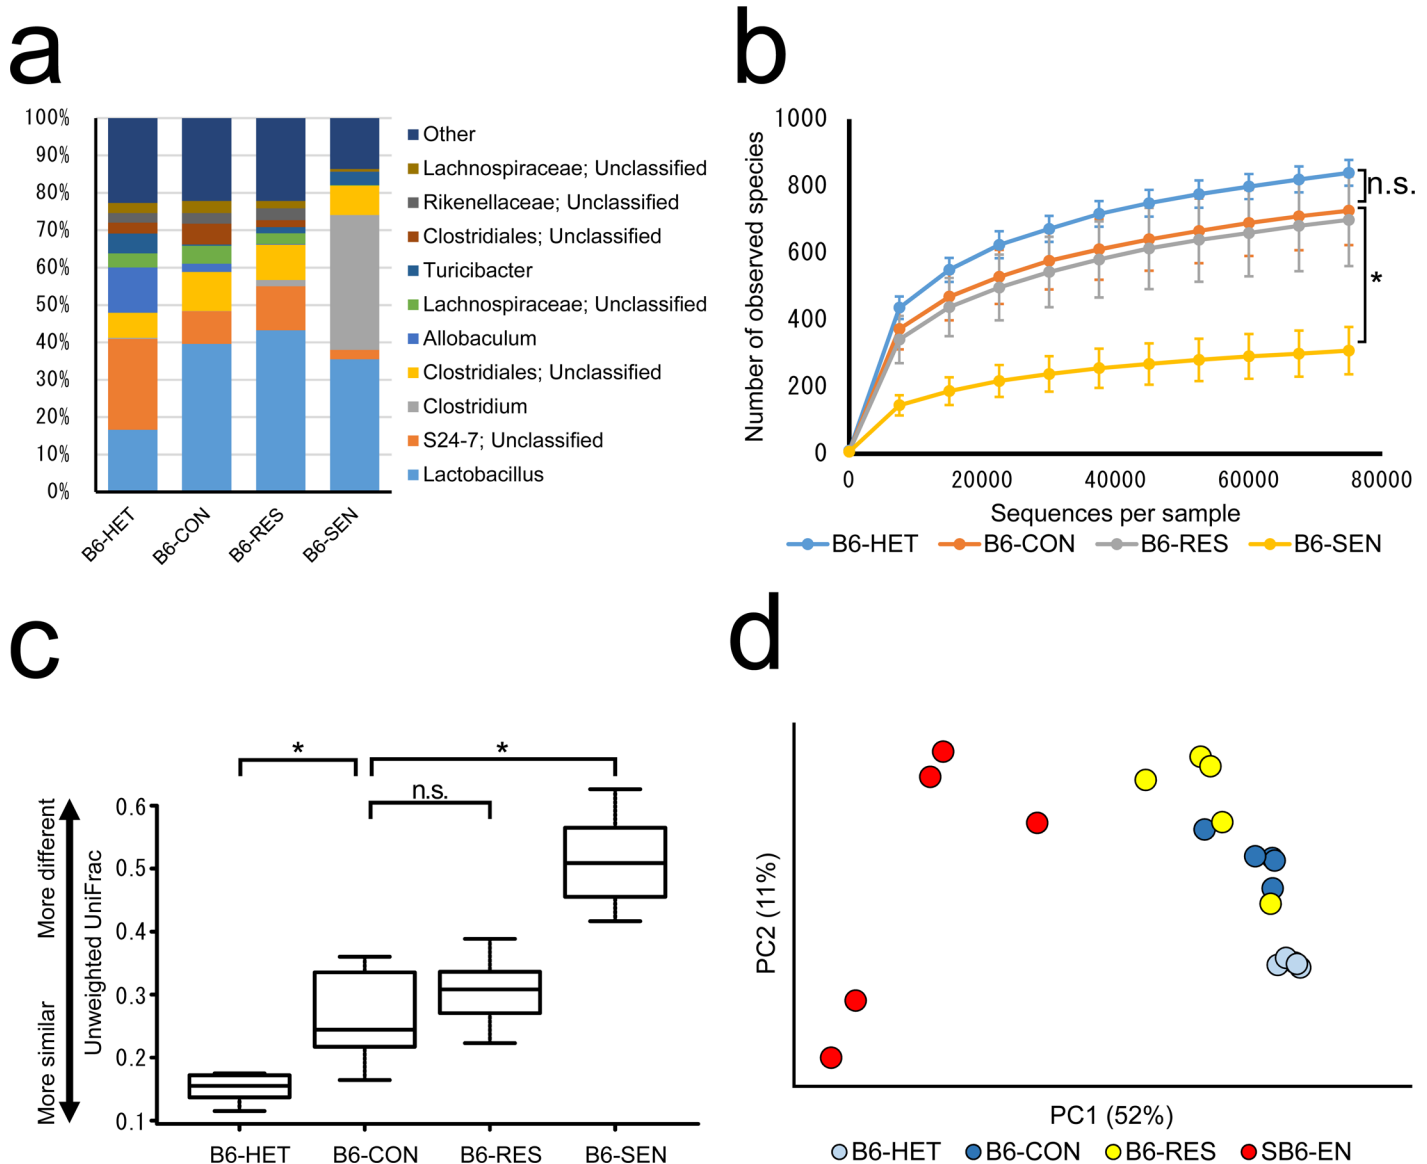 a
100%
90%
80%
70%
60%
50%
40%
30%
20%
10%
0%
B6-HET
B6-CON
B6-RES
B6-SEN
Other
Lachnospiraceae; Unclassified
Rikenellaceae; Unclassified
Clostridiales; Unclassified
Turicibacter
Lachnospiraceae; Unclassified
Allobaculum
Clostridiales; Unclassified
Clostridium
S24-7; Unclassified
Lactobacillus
b
Number of observed species
1000
800
600
400
200
0
n.s.
*
0 20000 40000 60000 80000
Sequences per sample
B6-HET B6-CON B6-RES B6-SEN
c
More different
More similar
Unweighted UniFrac
0.6
0.5
0.4
0.3
0.2
0.1
* *
n.s.
B6-HET B6-CON B6-RES B6-SEN
d
PC2 (11%)
PC1 (52%)
B6-HET B6-CON B6-RES SB6-EN